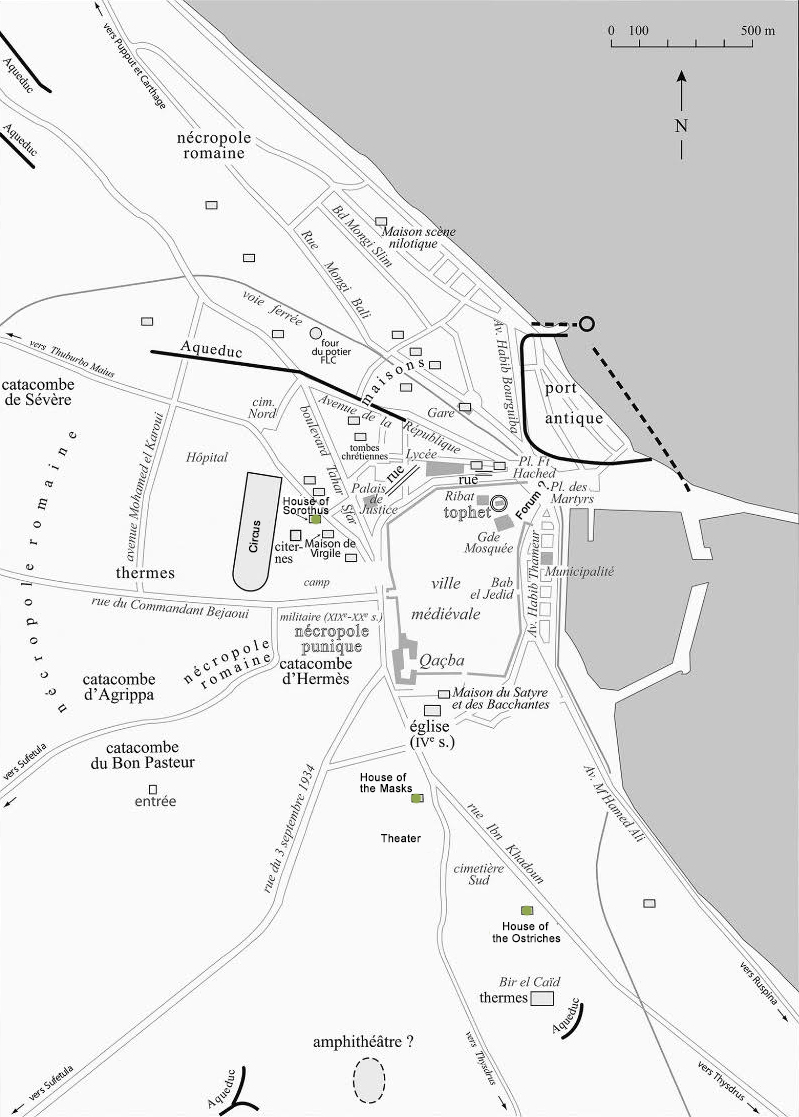 0 100 500 m
N
vers Pupput et Carthage
Aqueduc
Aqueduc
nécropole
romaine
Bd Mongi Slim
Maison scène
nilotique
Rue Mongi Bali
voie ferrée
four
du potier
FLC
vers Thuburbo Maius
Aqueduc
maisons
Av. Habib Bourguiba
port
antique
catacombe
de Sévère
cim.
Nord
Avenue de la République
Gare
boulevard Tahar Sfar
tombes
chrétiennes
Lycée
rue
rue
Pl. Ft
Hached
Pl. des
Martyrs
Hôpital
avenue Mohamed el Karoui
nécropole romaine
Palais
de
Justice
Ribat
tophet
Forum ?
Gde
Mosquée
House of
Sorothus
Circus
citer-
nes
Maison de
Virgile
thermes
camp
militaire (XIXe-XXe s.)
ville
médiévale
Bab
el Jedid
Av. Habib Thameur
Municipalité
rue du Commandant Bejaoui
nécropole
punique
catacombe
d'Hermès
nécropole
romaine
Qaçba
catacombe
d'Agrippa
Maison du Satyre
et des Bacchantes
église
(IVe s.)
vers Sufetula
catacombe
du Bon Pasteur
entrée
House of
the Masks
rue du 3 septembre 1934
Theater
rue Ibn Khadoun
Av. M'Hamed Ali
cimetière
Sud
House of
the Ostriches
Bir el Caïd
thermes
Aqueduc
vers Ruspina
amphithéâtre ?
vers Thysdrus
vers Thysdrus
Aqueduc
vers Sufetula